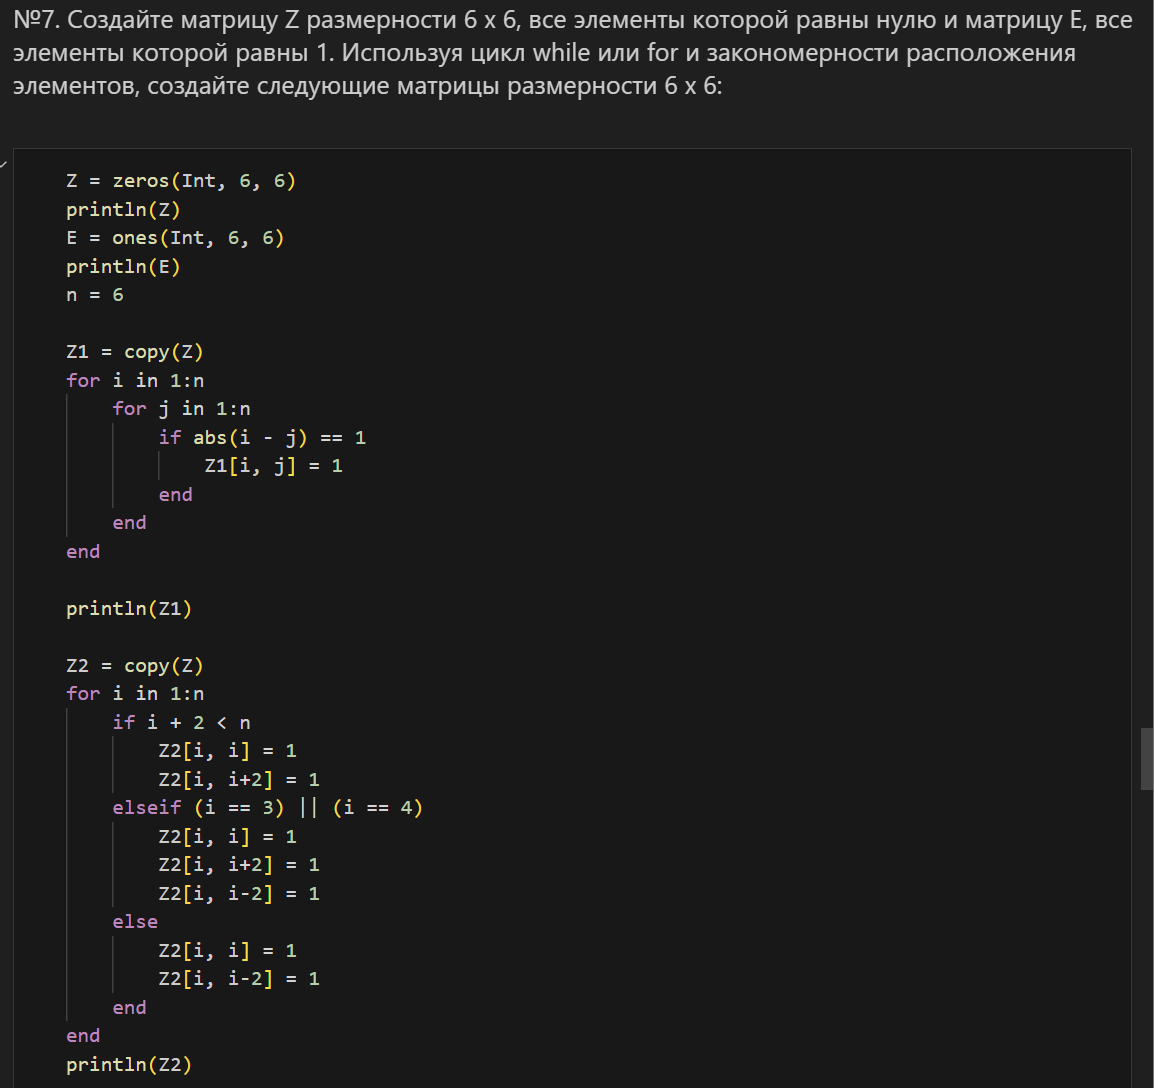 №7. Создайте матрицу Z размерности 6 x 6, все элементы которой равны нулю и матрицу E, все
элементы которой равны 1. Используя цикл while или for и закономерности расположения
элементов, создайте следующие матрицы размерности 6 x 6:
Z = zeros(Int, 6, 6)
println(Z)
E = ones(Int, 6, 6)
println(E)
n = 6
Z1 = copy(Z)
for i in 1:n
    for j in 1:n
        if abs(i - j) == 1
            Z1[i, j] = 1
        end
    end
end
println(Z1)
Z2 = copy(Z)
for i in 1:n
    if i + 2 < n
        Z2[i, i] = 1
        Z2[i, i+2] = 1
    elseif (i == 3) || (i == 4)
        Z2[i, i] = 1
        Z2[i, i+2] = 1
        Z2[i, i-2] = 1
    else
        Z2[i, i] = 1
        Z2[i, i-2] = 1
    end
end
println(Z2)